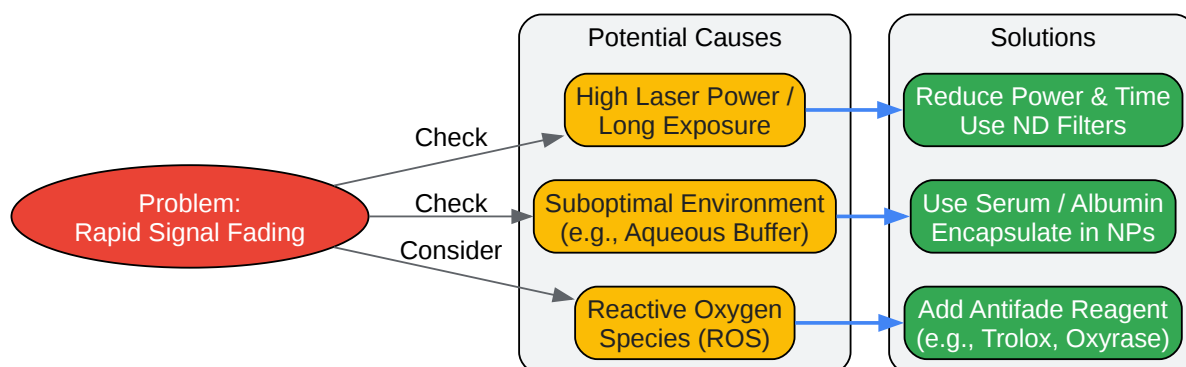 Potential Causes
Solutions
High Laser Power /
Long Exposure
Reduce Power & Time
Use ND Filters
Check
Problem:
Rapid Signal Fading
Check
Suboptimal Environment
(e.g., Aqueous Buffer)
Use Serum / Albumin
Encapsulate in NPs
Consider
Reactive Oxygen
Species (ROS)
Add Antifade Reagent
(e.g., Trolox, Oxyrase)